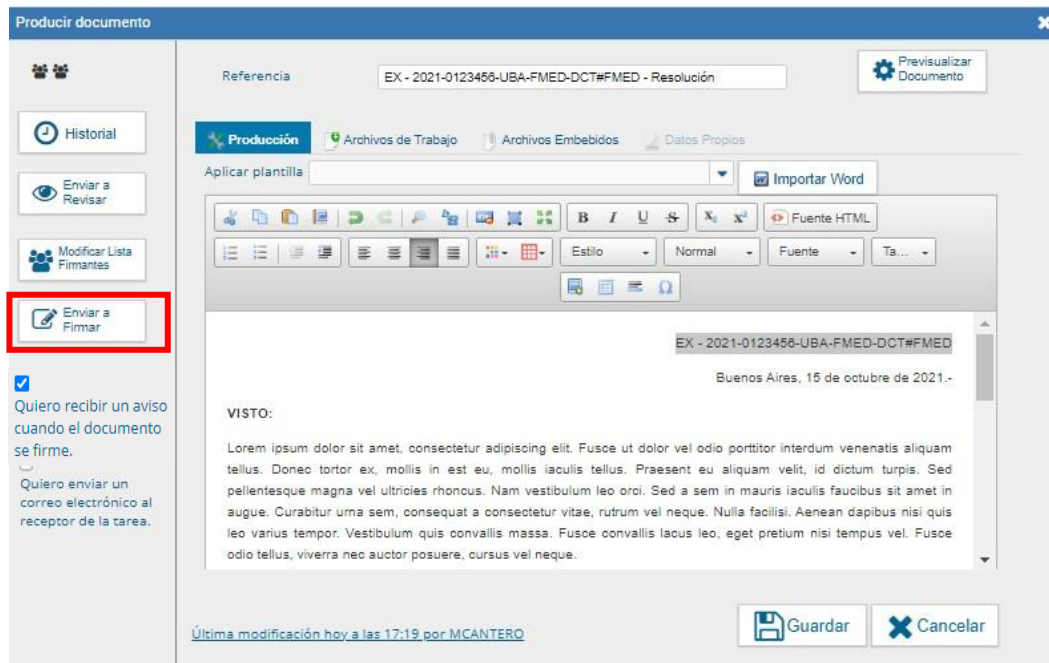 Producir documento
Referencia
EX - 2021-0123456-UBA-FMED-DCT#FMED - Resolución
Previsualizar
Documento
Historial
Enviar a
Revisar
Modificar Lista
Firmantes
Enviar a
Firmar
Quiero recibir un aviso
cuando el documento
se firme.
Quiero enviar un
correo electrónico al
receptor de la tarea.
Producción
Archivos de Trabajo
Archivos Embebidos
Datos Propios
Aplicar plantilla
Importar Word
B I U S X₂ X² Fuente HTML
Estilo
Normal
Fuente
Ta...
Ω
EX - 2021-0123456-UBA-FMED-DCT#FMED
Buenos Aires, 15 de octubre de 2021.-
VISTO:
Lorem ipsum dolor sit amet, consectetur adipiscing elit. Fusce ut dolor vel odio porttitor interdum venenatis aliquam
tellus. Donec tortor ex, mollis in est eu, mollis iaculis tellus. Praesent eu aliquam velit, id dictum turpis. Sed
pellentesque magna vel ultricies rhoncus. Nam vestibulum leo orci. Sed a sem in mauris iaculis faucibus sit amet in
augue. Curabitur urna sem, consequat a consectetur vitae, rutrum vel neque. Nulla facilisi. Aenean dapibus nisi quis
leo varius tempor. Vestibulum quis convallis massa. Fusce convallis lacus leo, eget pretium nisi tempus vel. Fusce
odio tellus, viverra nec auctor posuere, cursus vel neque.
Última modificación hoy a las 17:19 por MCANTERO
Guardar
Cancelar